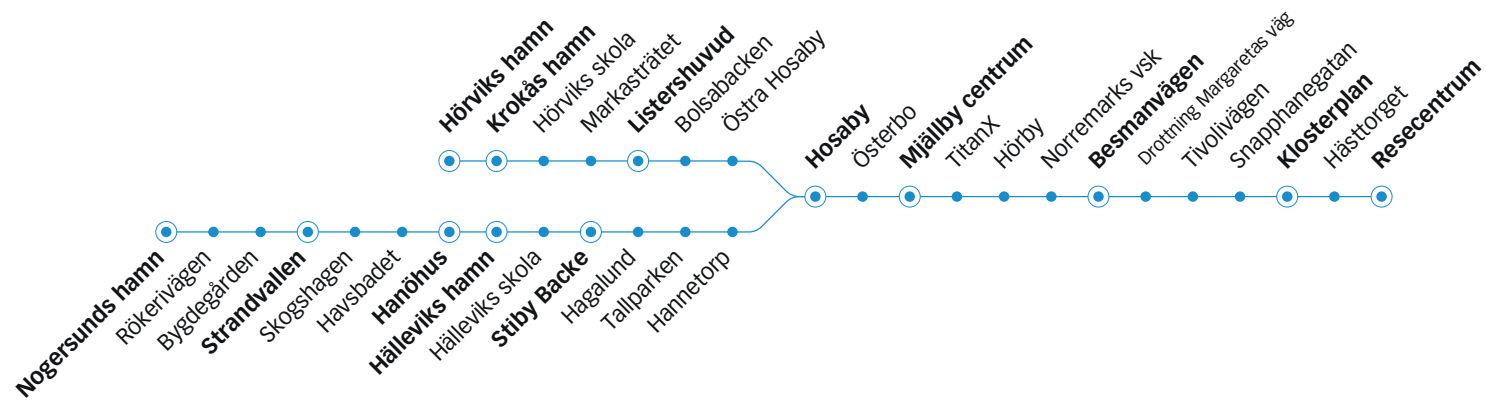 Hörviks hamn
Krokås hamn
Hörviks skola
Markasträtet
Listershuvud
Bolsabacken
Östra Hosaby
Hosaby
Österbo
Mjällby centrum
TitanX
Hörby
Norremarks vsk
Besmanvägen
Drottning Margaretas väg
Tivolivägen
Snapphanegatan
Klosterplan
Hästtorget
Resecentrum
Nogersunds hamn
Rökerivägen
Bygdegården
Strandvallen
Skogshagen
Havsbadet
Hanöhus
Hälleviks hamn
Hälleviks skola
Stiby Backe
Hagalund
Tallparken
Hannetorp